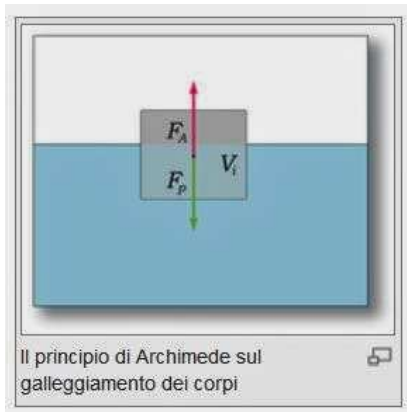 F_A
V_i
F_p
Il principio di Archimede sul
galleggiamento dei corpi